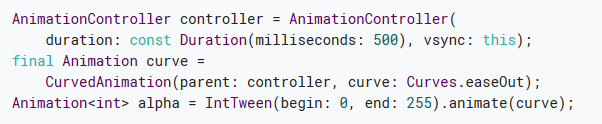 AnimationController controller = AnimationController(
    duration: const Duration(milliseconds: 500), vsync: this);
final Animation curve =
    CurvedAnimation(parent: controller, curve: Curves.easeOut);
Animation<int> alpha = IntTween(begin: 0, end: 255).animate(curve);